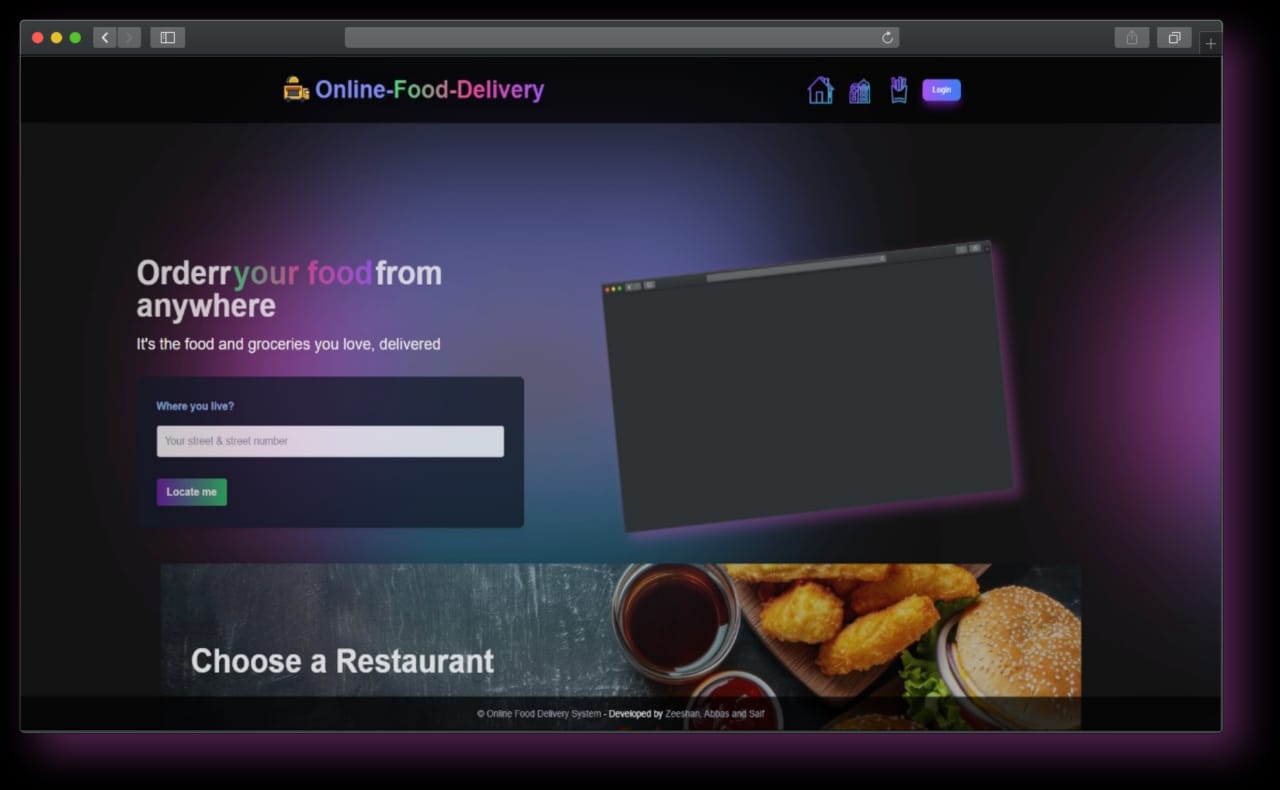 Online-Food-Delivery
Login
Orderr your food from
anywhere
It's the food and groceries you love, delivered
Where you live?
Your street & street number
Locate me
Choose a Restaurant
© Online Food Delivery System - Developed by Zeeshan, Abbas and Saif